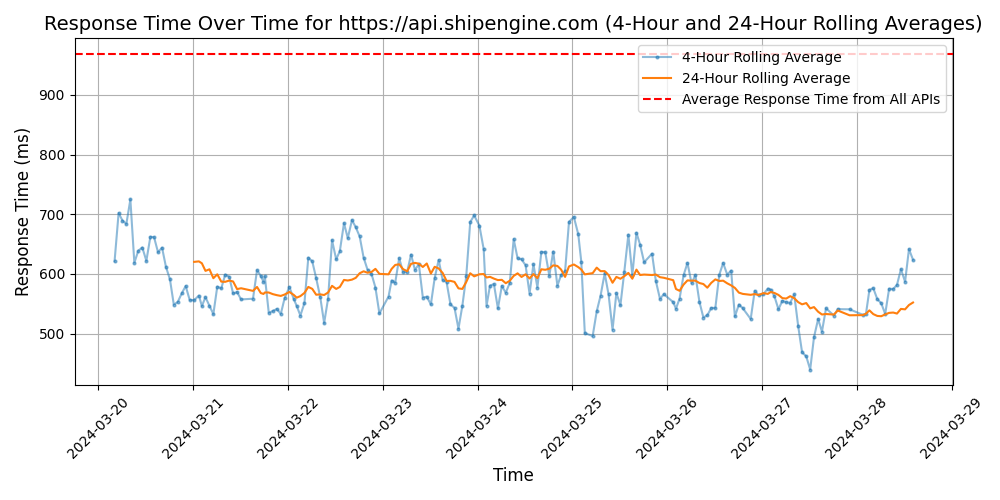 Response Time Over Time for https://api.shipengine.com (4-Hour and 24-Hour Rolling Averages)
4-Hour Rolling Average
24-Hour Rolling Average
Average Response Time from All APIs
Response Time (ms)
900
800
700
600
500
2024-03-20
2024-03-21
2024-03-22
2024-03-23
2024-03-24
2024-03-25
2024-03-26
2024-03-27
2024-03-28
2024-03-29
Time